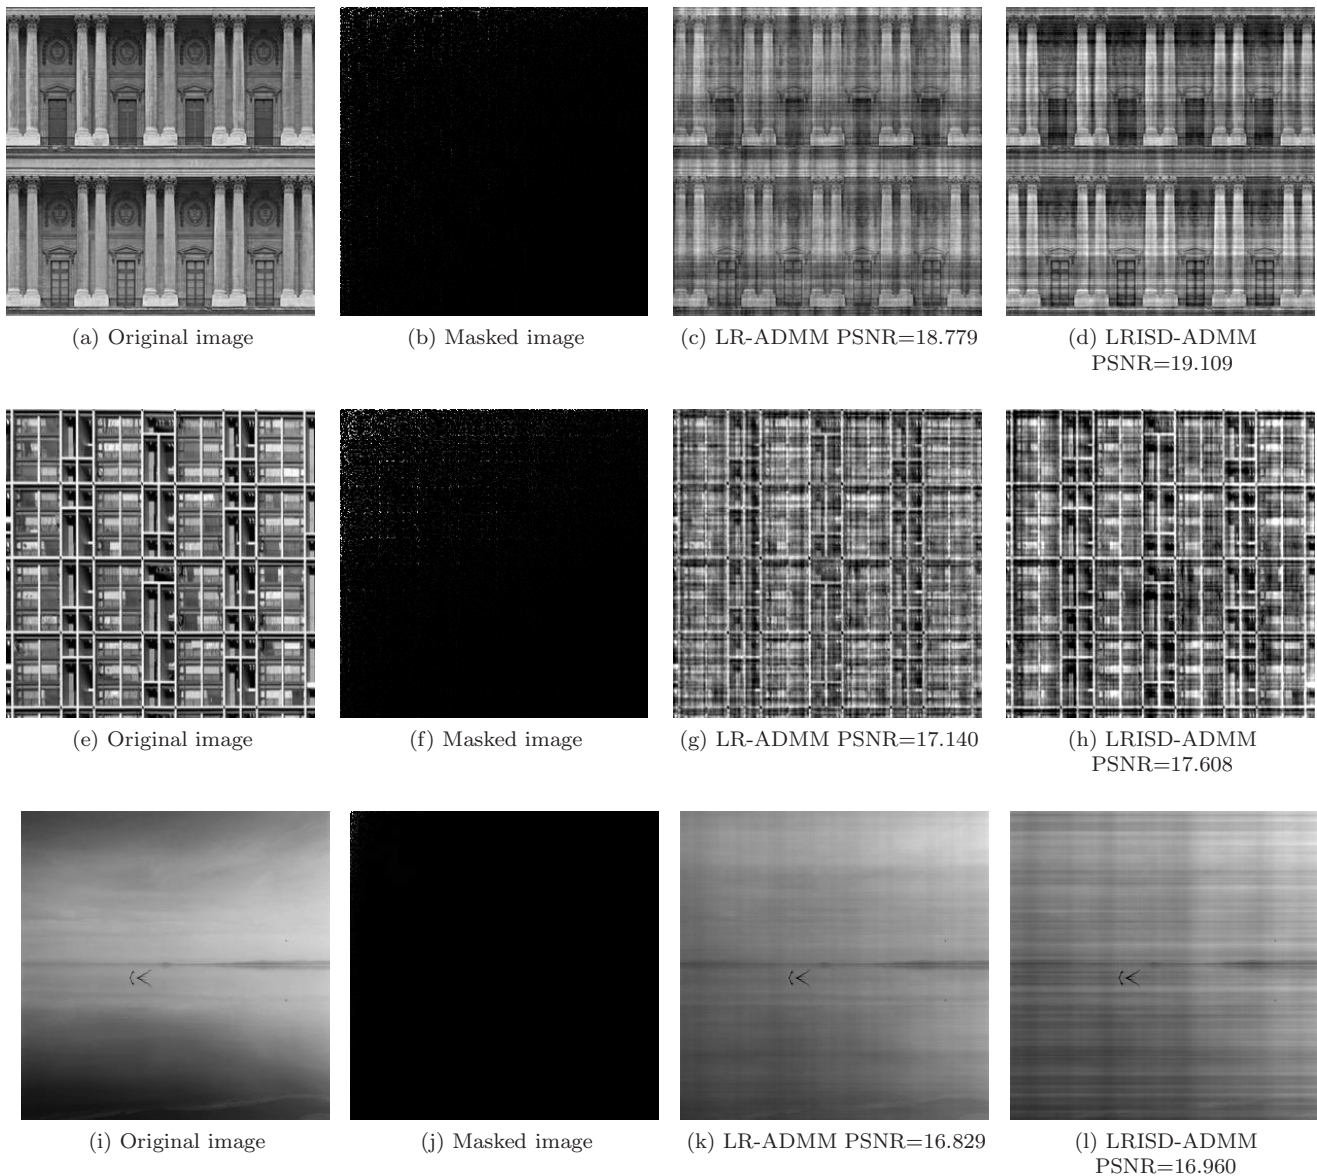 (a) Original image
(b) Masked image
(c) LR-ADMM PSNR=18.779
(d) LRISD-ADMM
PSNR=19.109
(e) Original image
(f) Masked image
(g) LR-ADMM PSNR=17.140
(h) LRISD-ADMM
PSNR=17.608
(i) Original image
(j) Masked image
(k) LR-ADMM PSNR=16.829
(l) LRISD-ADMM
PSNR=16.960